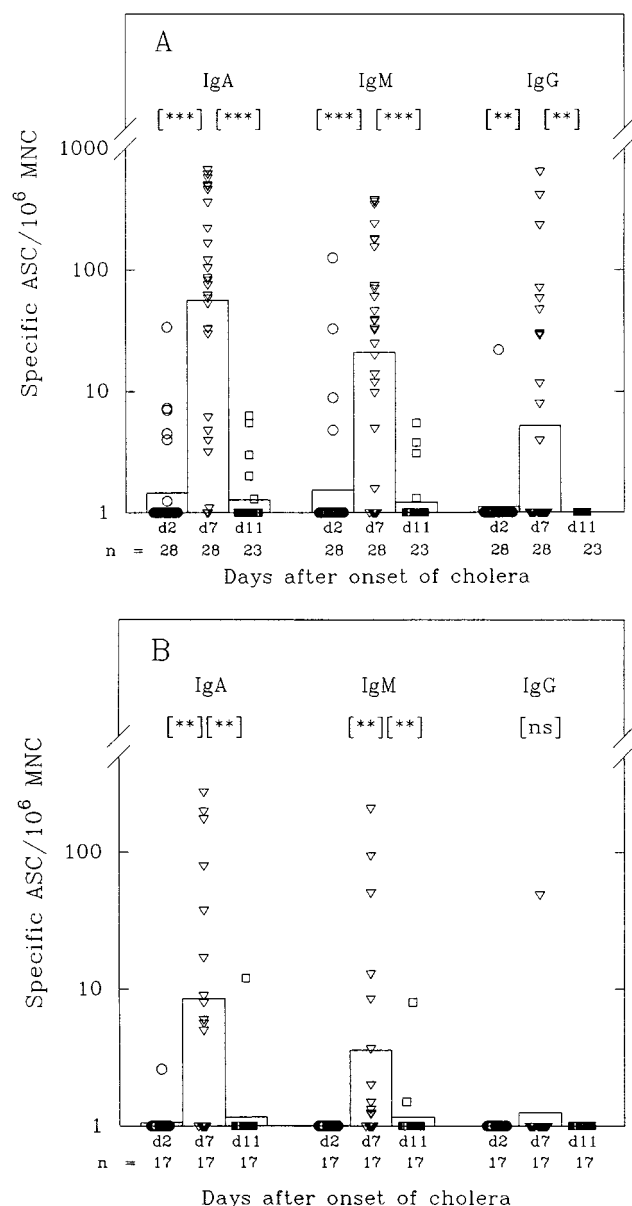 A
IgA IgM IgG
[***] [***] [***] [***] [**] [**]
Specific ASC/10⁶ MNC
1000
100
10
1
d2 d7 d11 d2 d7 d11 d2 d7 d11
n = 28 28 23 28 28 23 28 28 23
Days after onset of cholera
B
IgA IgM IgG
[**][**] [**][**] [ns]
Specific ASC/10⁶ MNC
100
10
1
d2 d7 d11 d2 d7 d11 d2 d7 d11
n = 17 17 17 17 17 17 17 17 17
Days after onset of cholera